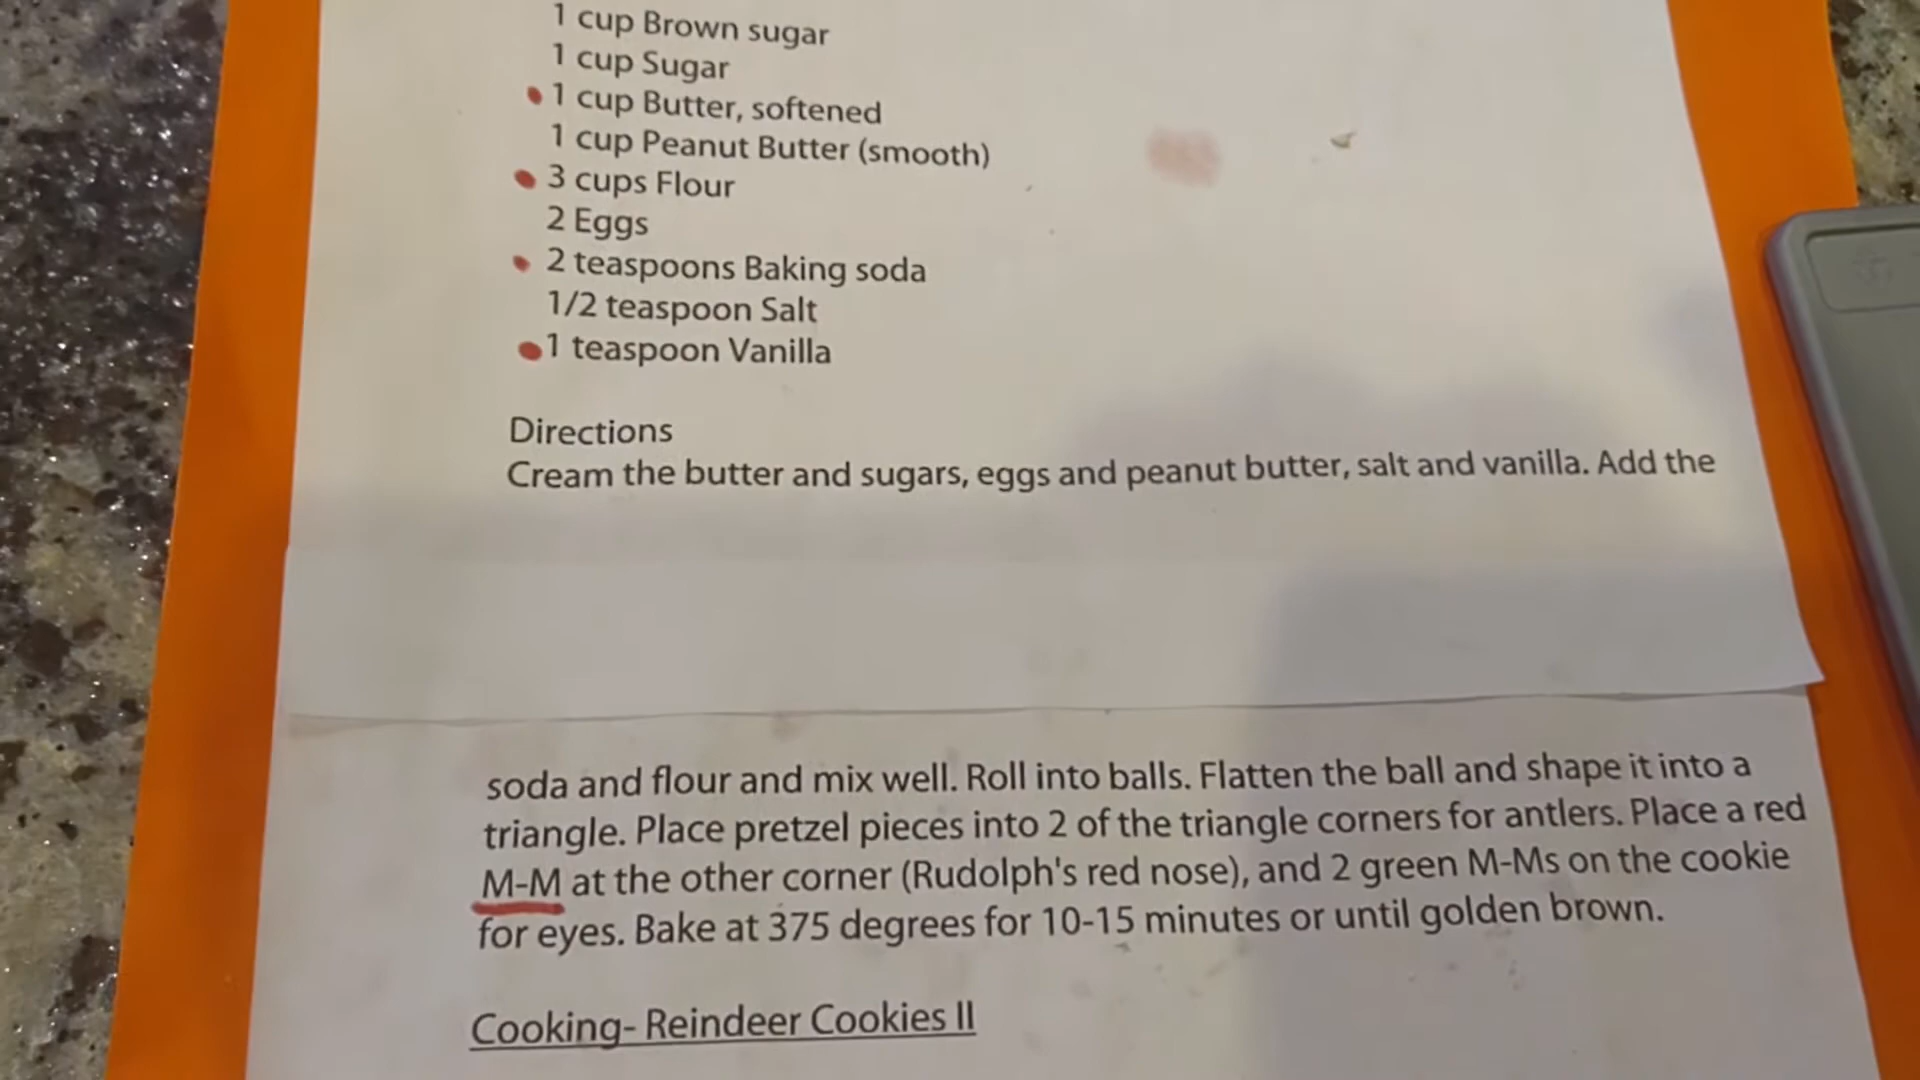 1 cup Brown sugar
1 cup Sugar
1 cup Butter, softened
1 cup Peanut Butter (smooth)
3 cups Flour
2 Eggs
2 teaspoons Baking soda
1/2 teaspoon Salt
1 teaspoon Vanilla
Directions
Cream the butter and sugars, eggs and peanut butter, salt and vanilla. Add the
soda and flour and mix well. Roll into balls. Flatten the ball and shape it into a
triangle. Place pretzel pieces into 2 of the triangle corners for antlers. Place a red
M-M at the other corner (Rudolph's red nose), and 2 green M-Ms on the cookie
for eyes. Bake at 375 degrees for 10-15 minutes or until golden brown.
Cooking- Reindeer Cookies II